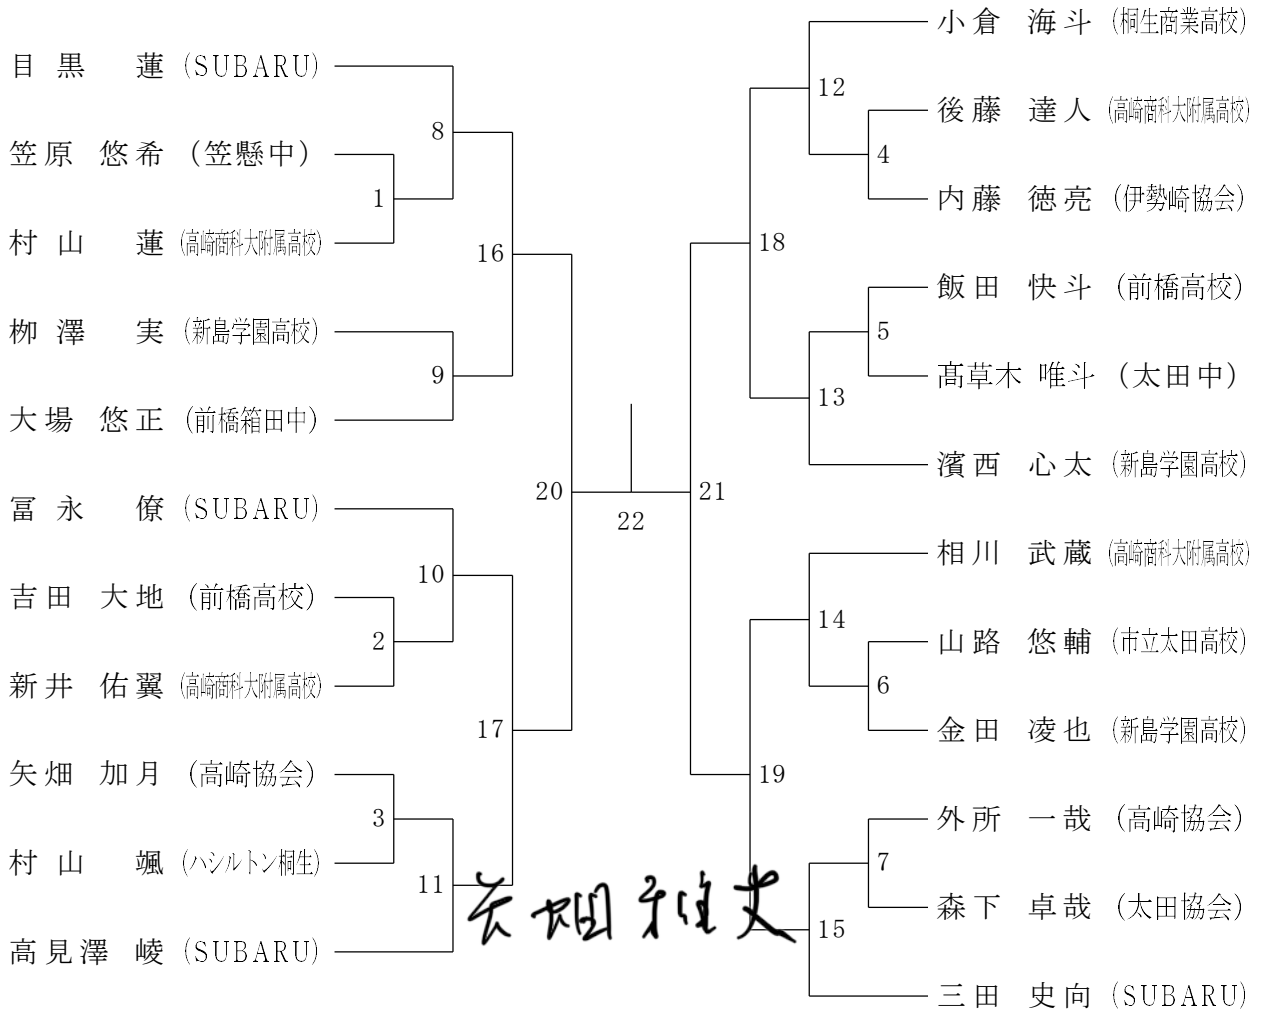 目黒 蓮 (SUBARU)
笠原 悠希 (笠懸中)
村山 蓮 (高崎商科大附属高校)
栁澤 実 (新島学園高校)
大場 悠正 (前橋箱田中)
冨永 僚 (SUBARU)
吉田 大地 (前橋高校)
新井 佑翼 (高崎商科大附属高校)
矢畑 加月 (高崎協会)
村山 颯 (ハシルトン桐生)
高見澤 崚 (SUBARU)
8
1
16
9
20
10
2
17
3
11
22
矢畑 雅史
21
12
4
18
5
13
14
6
19
7
15
小倉 海斗 (桐生商業高校)
後藤 達人 (高崎商科大附属高校)
内藤 徳亮 (伊勢崎協会)
飯田 快斗 (前橋高校)
髙草木 唯斗 (太田中)
濱西 心太 (新島学園高校)
相川 武蔵 (高崎商科大附属高校)
山路 悠輔 (市立太田高校)
金田 凌也 (新島学園高校)
外所 一哉 (高崎協会)
森下 卓哉 (太田協会)
三田 史向 (SUBARU)